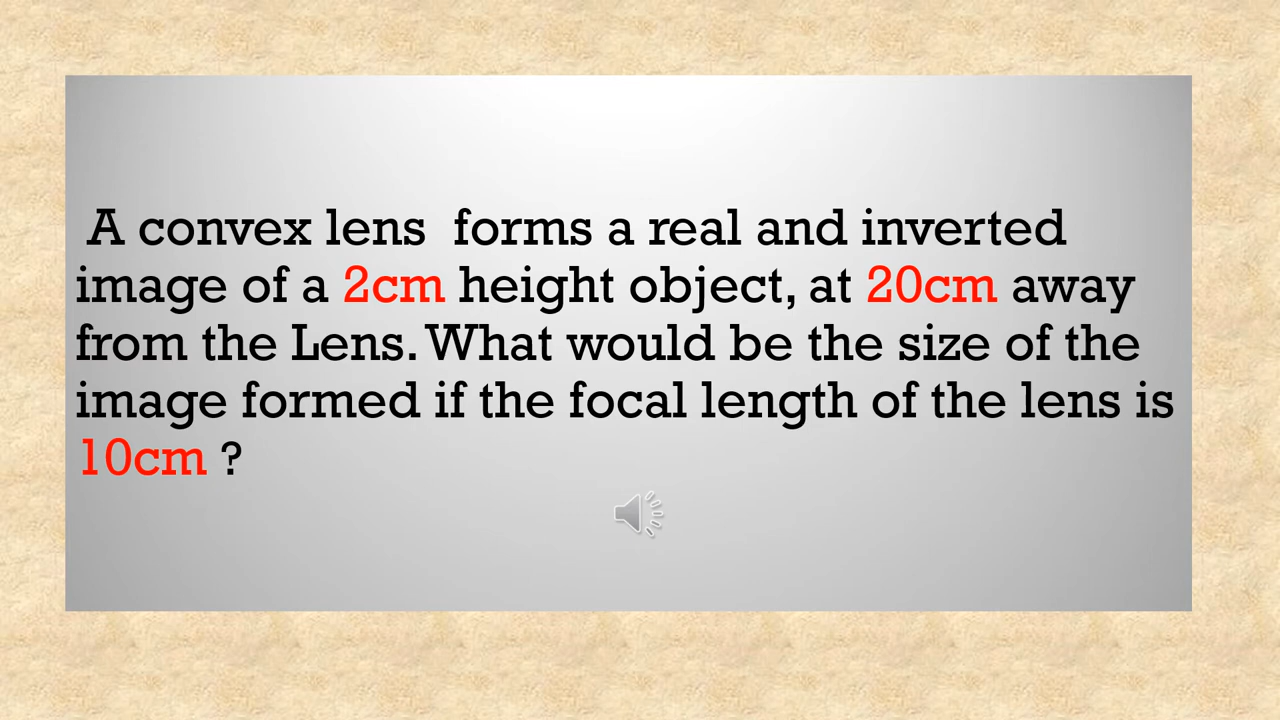 A convex lens forms a real and inverted
image of a 2cm height object, at 20cm away
from the Lens. What would be the size of the
image formed if the focal length of the lens is
10cm ?